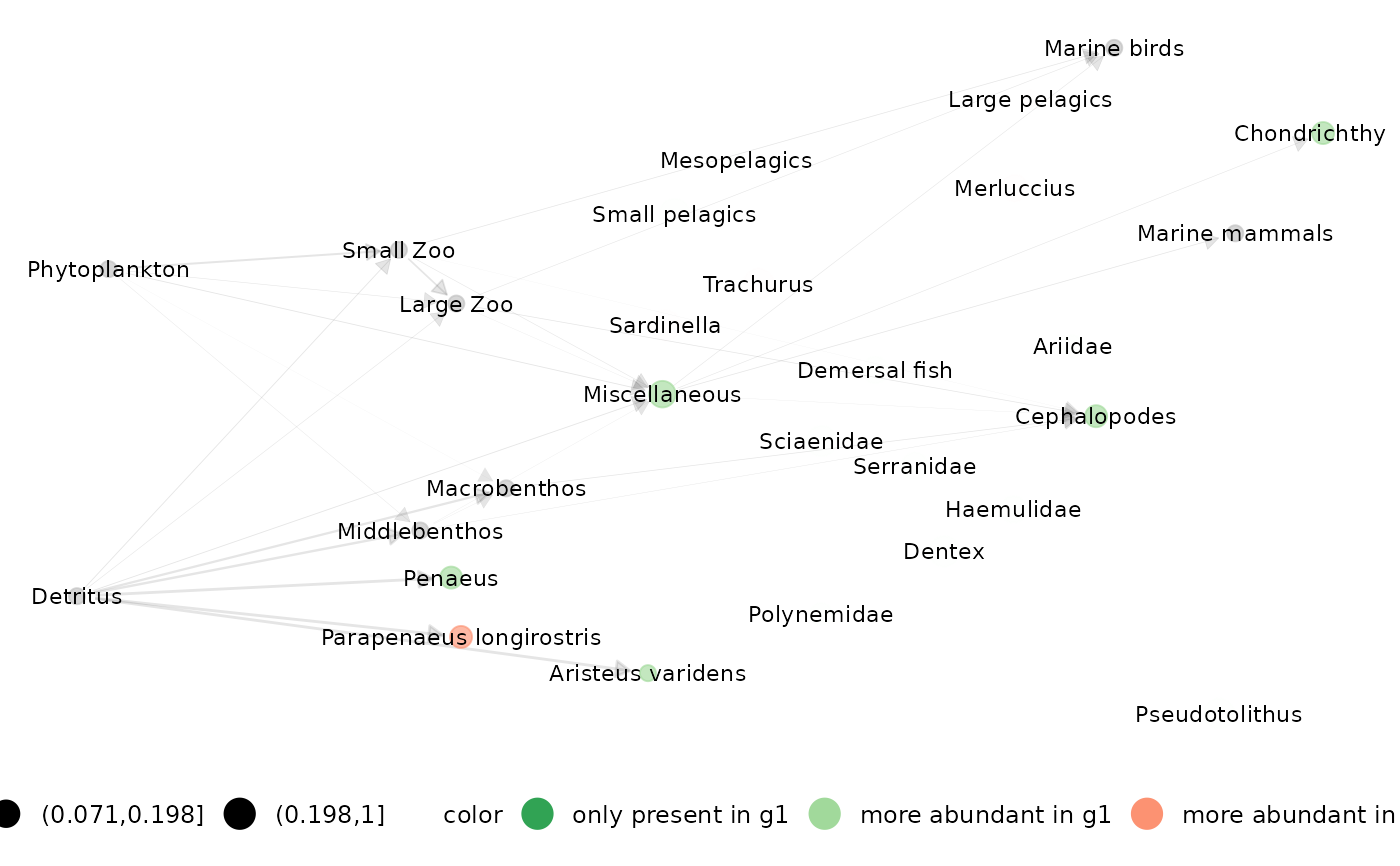 Marine birds
Large pelagics
Chondrichthy
Mesopelagics
Merluccius
Small pelagics
Marine mammals
Small Zoo
Phytoplankton
Trachurus
Large Zoo
Sardinella
Ariidae
Demersal fish
Miscellaneous
Cephalopodes
Sciaenidae
Serranidae
Macrobenthos
Haemulidae
Middlebenthos
Dentex
Penaeus
Detritus
Polynemidae
Parapenaeus longirostris
Aristeus varidens
Pseudotolithus
(0.071,0.198] (0.198,1] color only present in g1 more abundant in g1 more abundant in